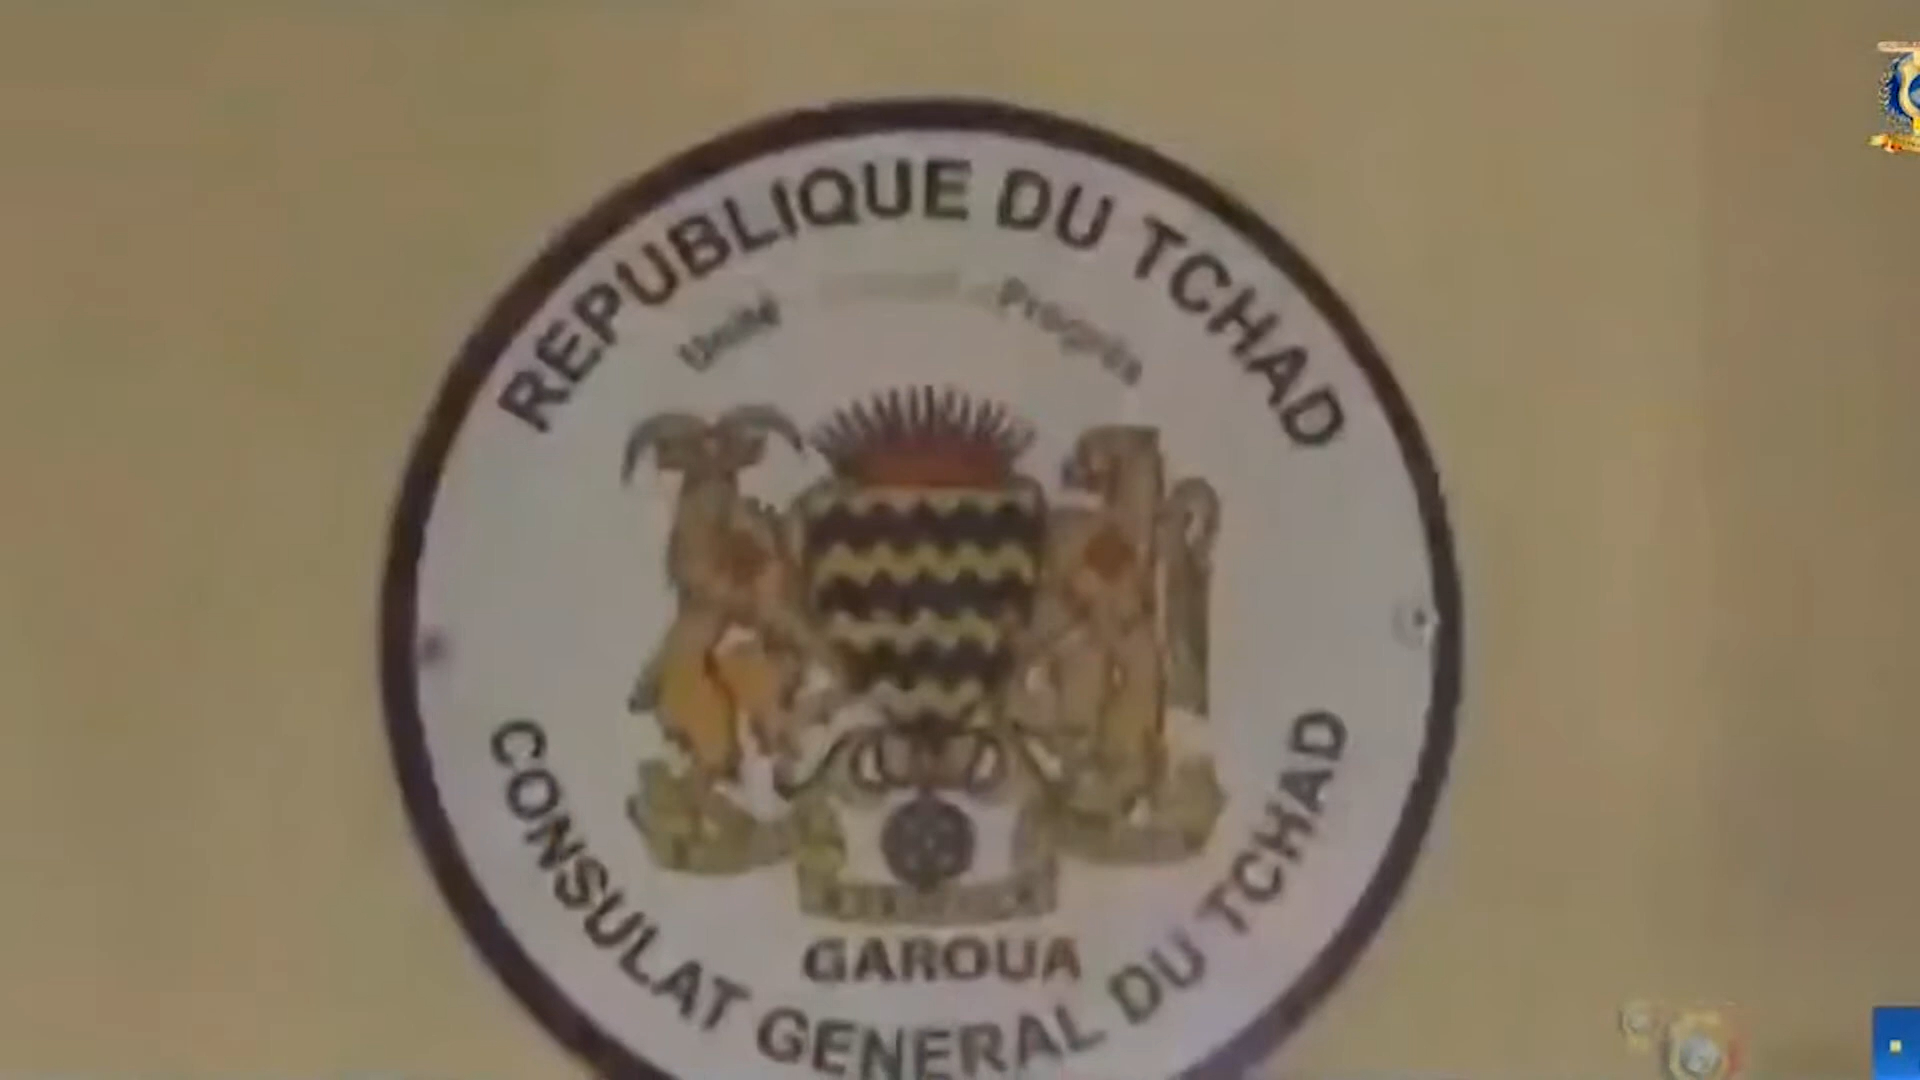 REPUBLIQUE DU TCHAD
Unité Progrès
GAROUA
CONSULAT GENERAL DU TCHAD